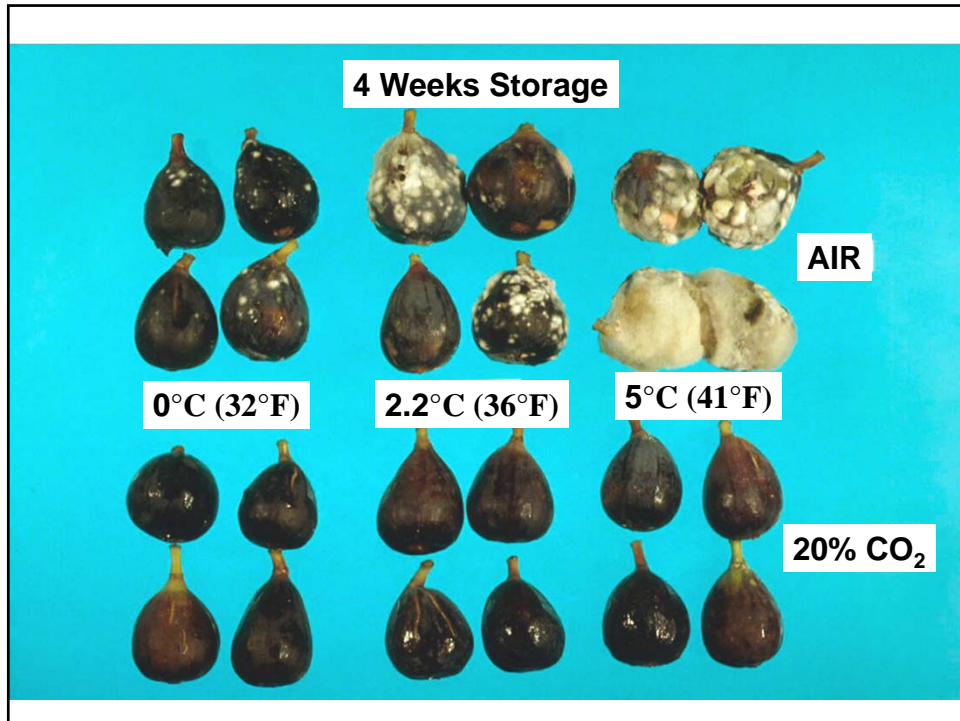 4 Weeks Storage
AIR
0°C (32°F)
2.2°C (36°F)
5°C (41°F)
20% CO₂